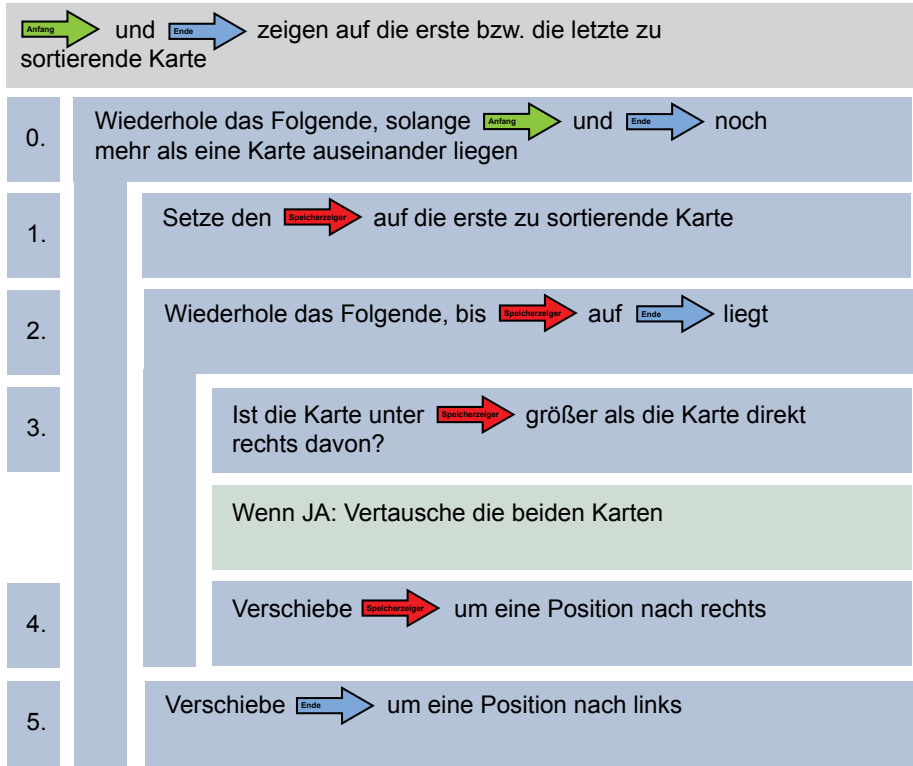 Anfang und Ende zeigen auf die erste bzw. die letzte zu
sortierende Karte
0. Wiederhole das Folgende, solange Anfang und Ende noch
mehr als eine Karte auseinander liegen
1. Setze den Speicherzeiger auf die erste zu sortierende Karte
2. Wiederhole das Folgende, bis Speicherzeiger auf Ende liegt
3. Ist die Karte unter Speicherzeiger größer als die Karte direkt
rechts davon?
Wenn JA: Vertausche die beiden Karten
4. Verschiebe Speicherzeiger um eine Position nach rechts
5. Verschiebe Ende um eine Position nach links